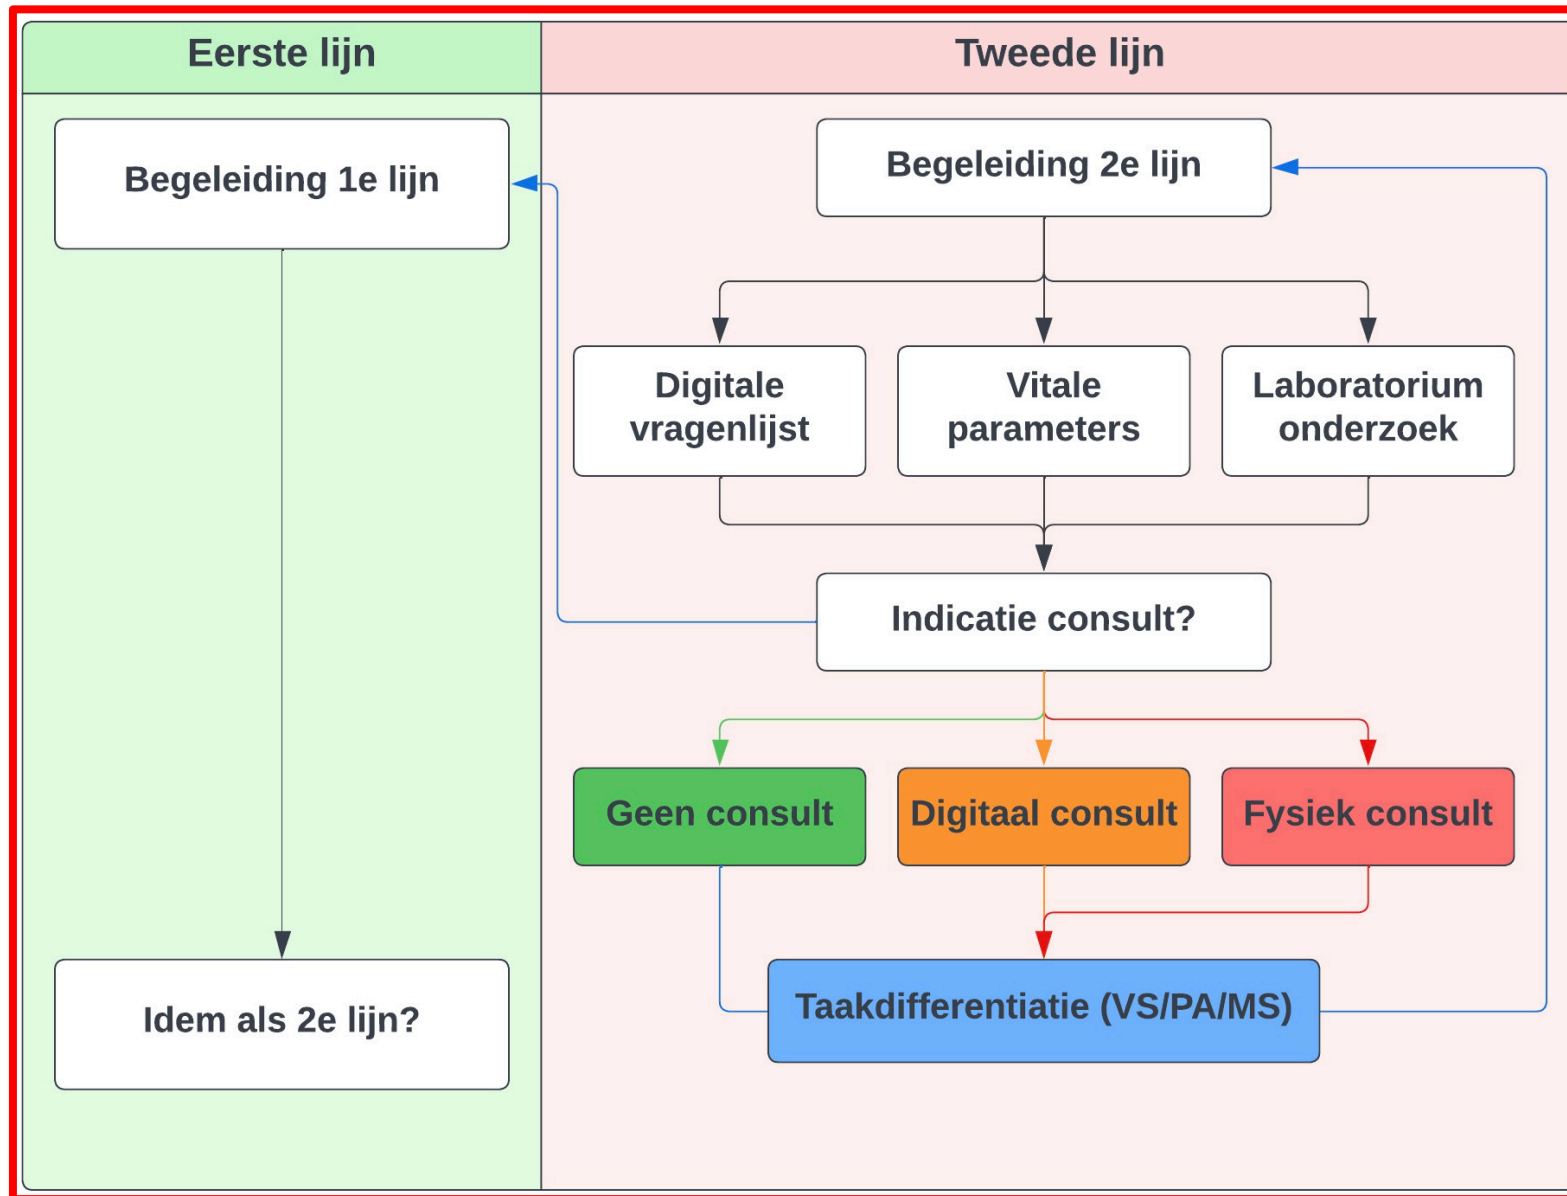 Eerste lijn
Tweede lijn
Begeleiding 1e lijn
Begeleiding 2e lijn
Digitale
vragenlijst
Vitale
parameters
Laboratorium
onderzoek
Indicatie consult?
Geen consult
Digitaal consult
Fysiek consult
Idem als 2e lijn?
Taakdifferentiatie (VS/PA/MS)